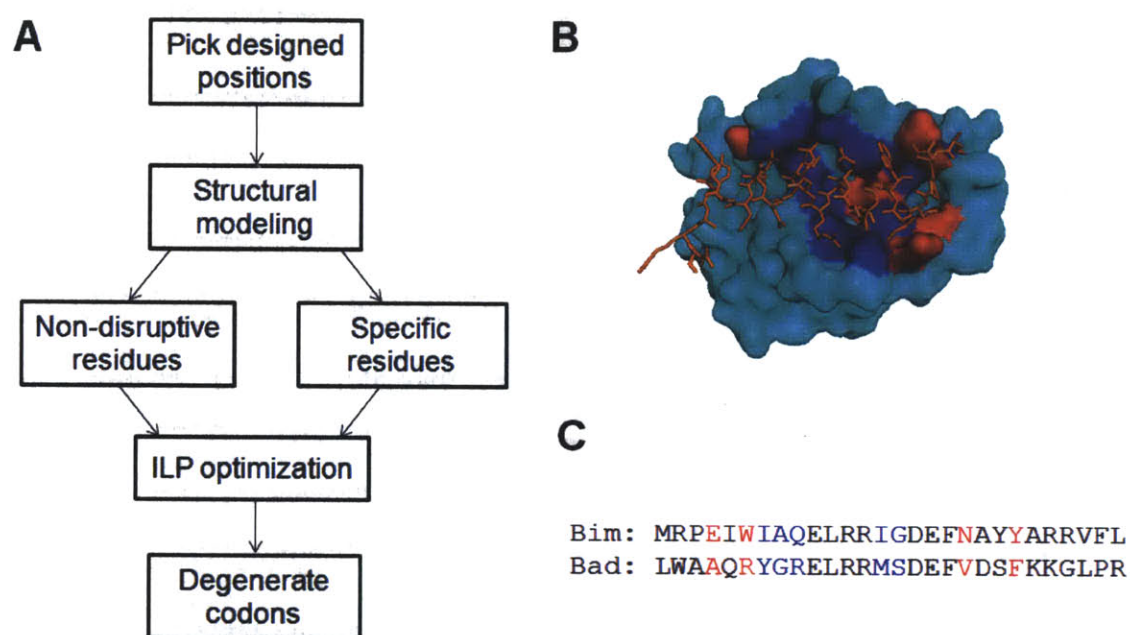 A
Pick designed
positions
Structural
modeling
Non-disruptive
residues
Specific
residues
ILP optimization
Degenerate
codons
B
C
Bim: MRPEIWIAQELRRIGDEFNAYYARRVFL
Bad: LWAAQRYGRELRRMSDEFVDSFKKGLPR